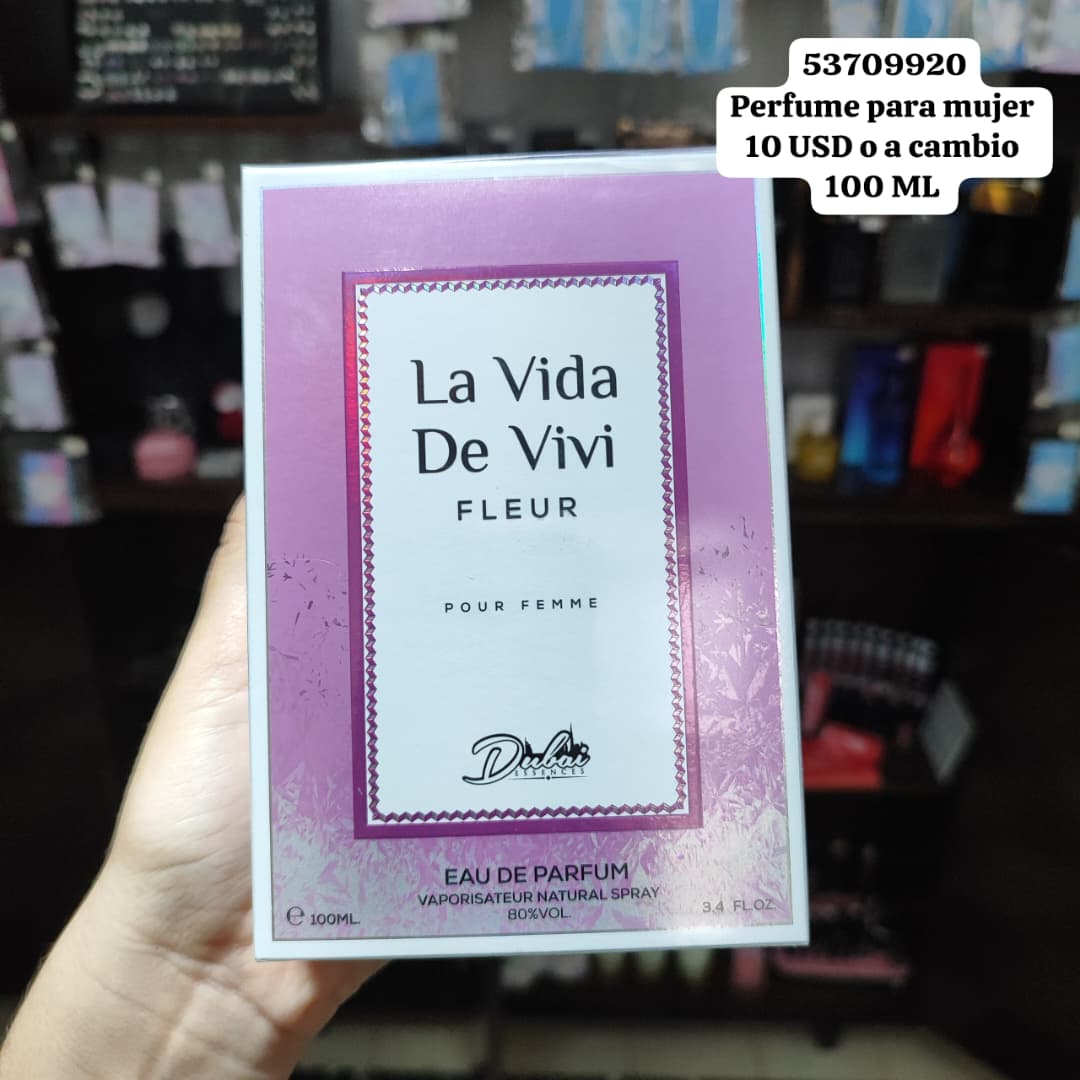 53709920
Perfume para mujer
10 USD o a cambio
100 ML
La Vida
De Vivi
FLEUR
POUR FEMME
Dubai
ESSENCES
EAU DE PARFUM
VAPORISATEUR NATURAL SPRAY
80%VOL.
e 100ML.
3.4 FL.OZ.